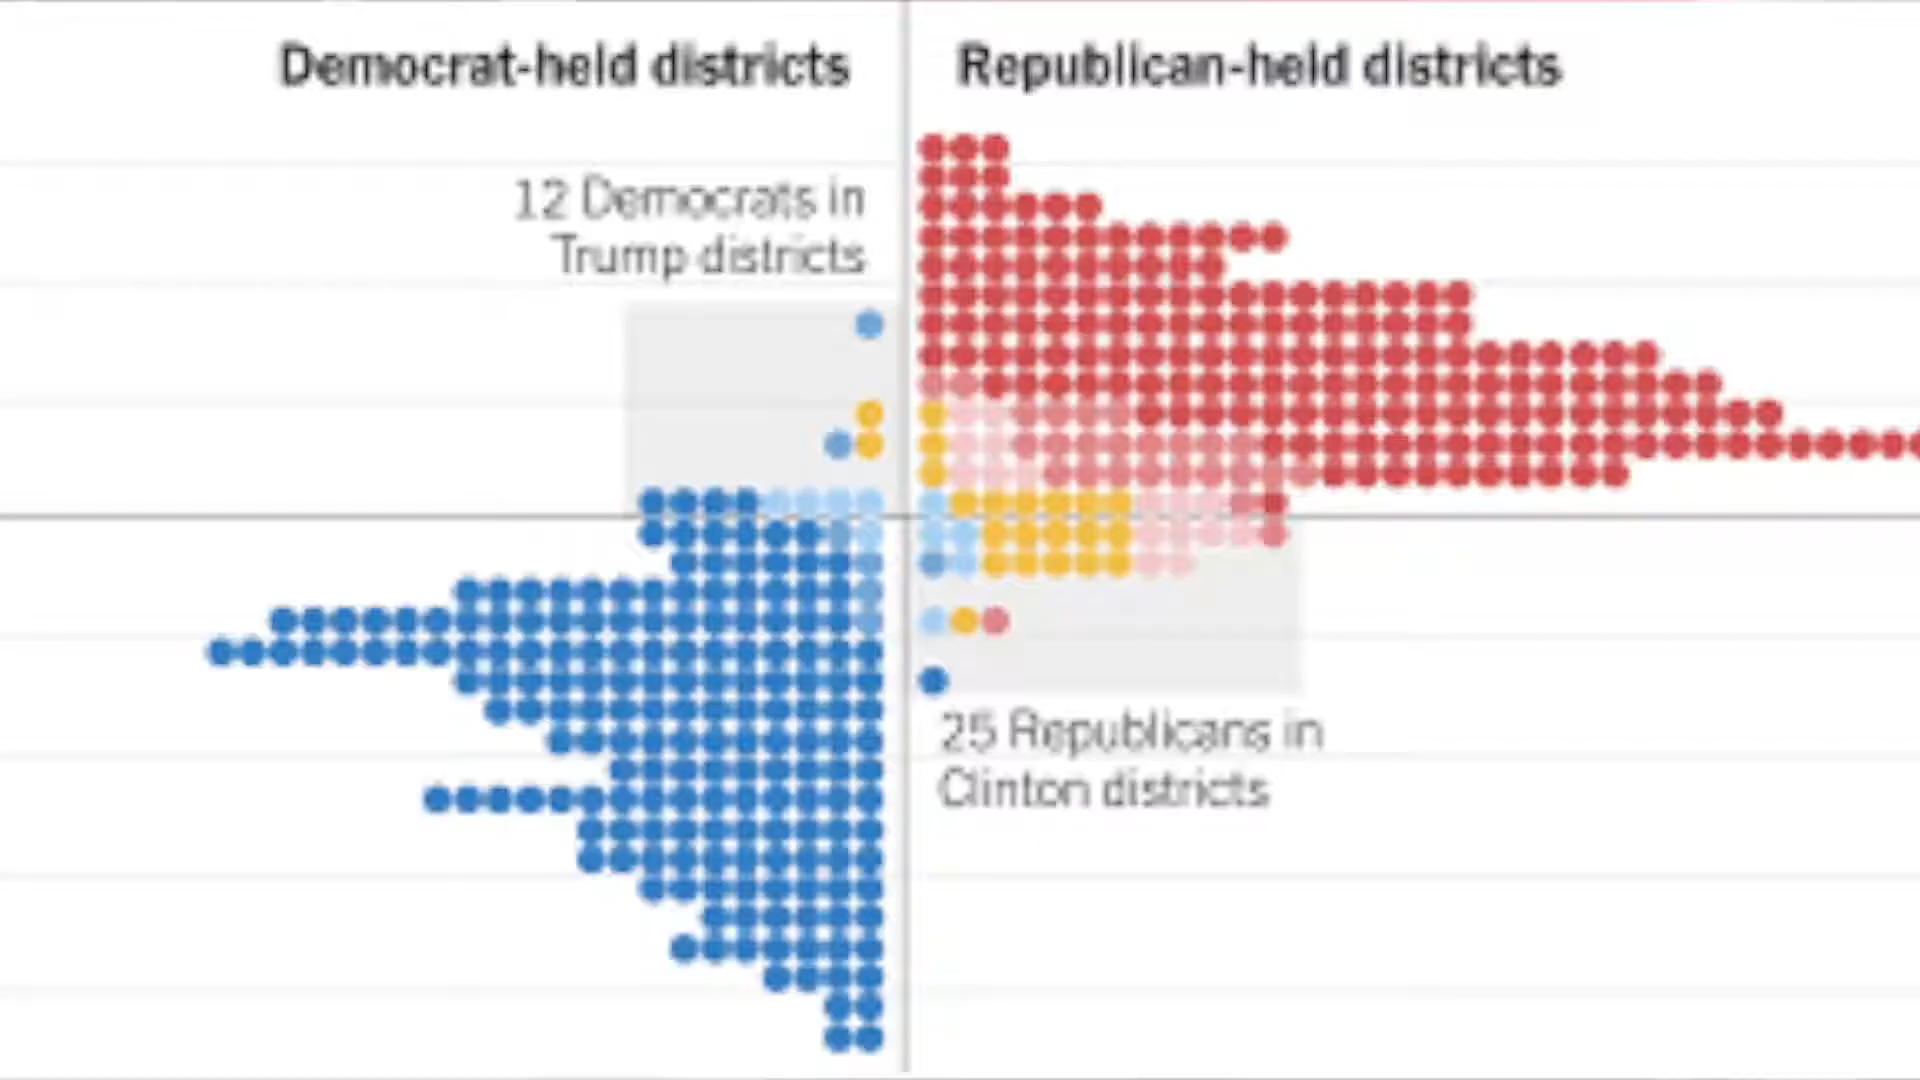 Democrat-held districts
Republican-held districts
12 Democrats in
Trump districts
25 Republicans in
Clinton districts